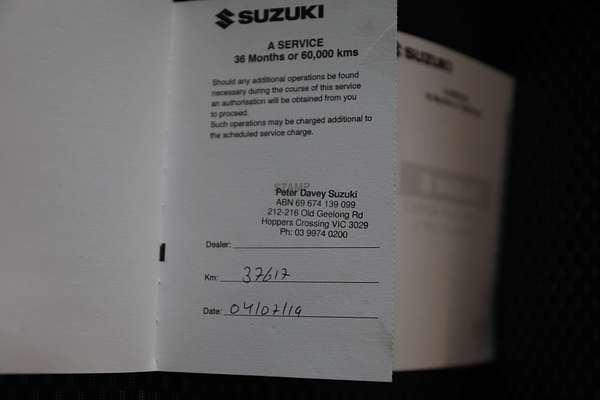 SUZUKI
A SERVICE
36 Months or 60,000 kms
Should any additional operations be found
necessary during the course of this service
an authorisation will be obtained from you
to proceed.
Such operations may be charged additional to
the scheduled service charge.
STAMP
Peter Davey Suzuki
ABN 69 674 139 099
212-216 Old Geelong Rd
Hoppers Crossing VIC 3029
Ph: 03 9974 0200
Dealer:
Km: 37617
Date: 04/07/19
SUZUKI